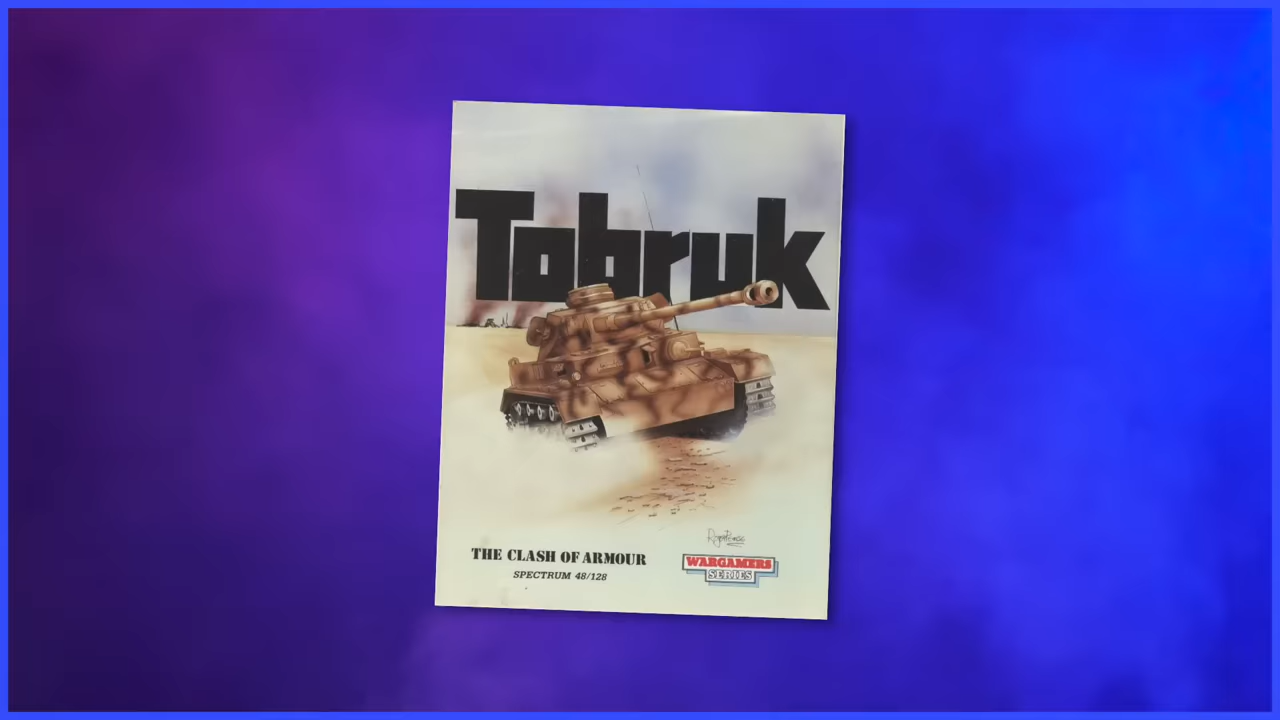 Tobruk
THE CLASH OF ARMOUR
SPECTRUM 48/128
WARGAMERS
SERIES